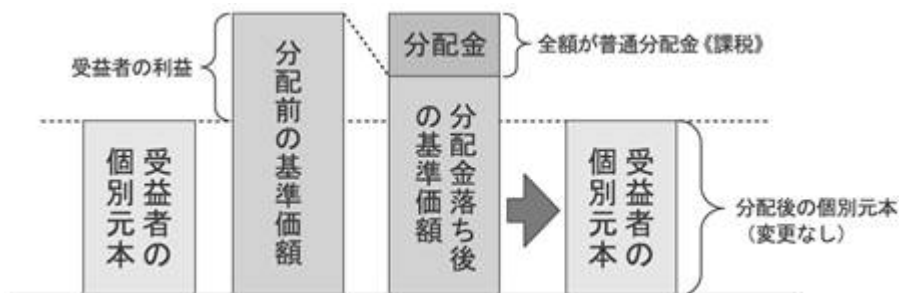 受益者の利益
受益者の
個別元本
分配前の基準価額
分配金
全額が普通分配金《課税》
分配金落ち後
の基準価額
受益者の
個別元本
分配後の個別元本
（変更なし）